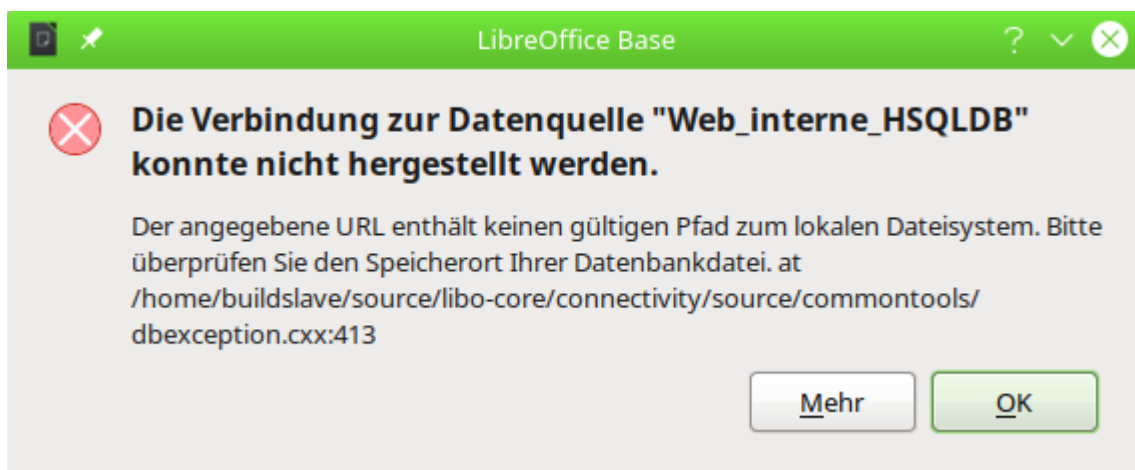 LibreOffice Base
Die Verbindung zur Datenquelle "Web_interne_HSQLDB"
konnte nicht hergestellt werden.
Der angegebene URL enthält keinen gültigen Pfad zum lokalen Dateisystem. Bitte
überprüfen Sie den Speicherort Ihrer Datenbankdatei. at
/home/buildslave/source/libo-core/connectivity/source/commontools/
dbexception.cxx:413
Mehr
OK